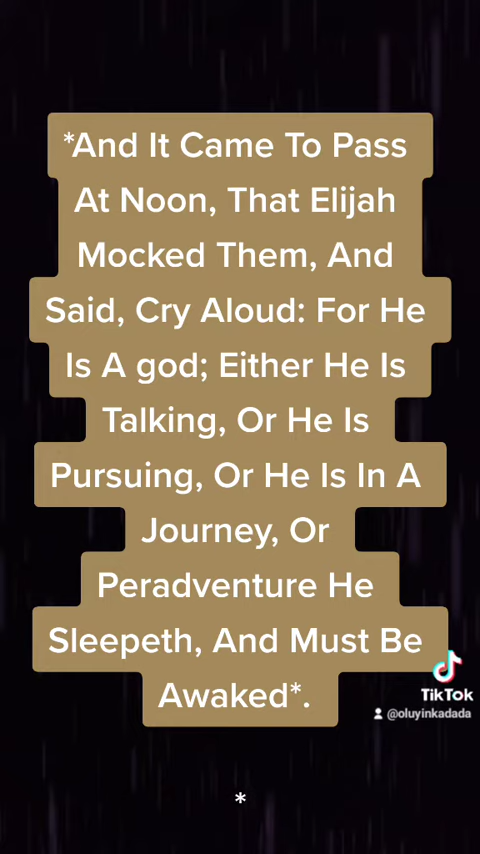 *And It Came To Pass
At Noon, That Elijah
Mocked Them, And
Said, Cry Aloud: For He
Is A god; Either He Is
Talking, Or He Is
Pursuing, Or He Is In A
Journey, Or
Peradventure He
Sleepeth, And Must Be
Awaked*.
TikTok
@oluyinkadada
*